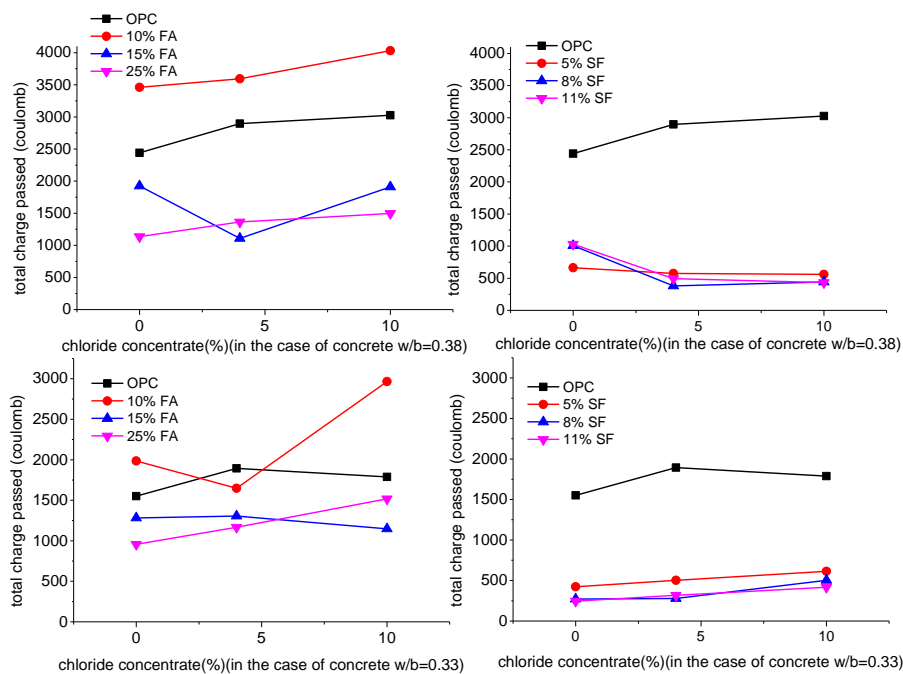 OPC
10% FA
15% FA
25% FA
4000
3500
3000
2500
2000
1500
1000
500
0
0
5
10
total charge passed (coulomb)
chloride concentrate(%)(in the case of concrete w/b=0.38)
OPC
5% SF
8% SF
11% SF
4000
3500
3000
2500
2000
1500
1000
500
0
0
5
10
total charge passed (coulomb)
chloride concentrate(%)(in the case of concrete w/b=0.38)
OPC
10% FA
15% FA
25% FA
3000
2500
2000
1500
1000
500
0
0
5
10
total charge passed (coulomb)
chloride concentrate(%)(in the case of concrete w/b=0.33)
OPC
5% SF
8% SF
11% SF
3000
2500
2000
1500
1000
500
0
0
5
10
total charge passed (coulomb)
chloride concentrate(%)(in the case of concrete w/b=0.33)